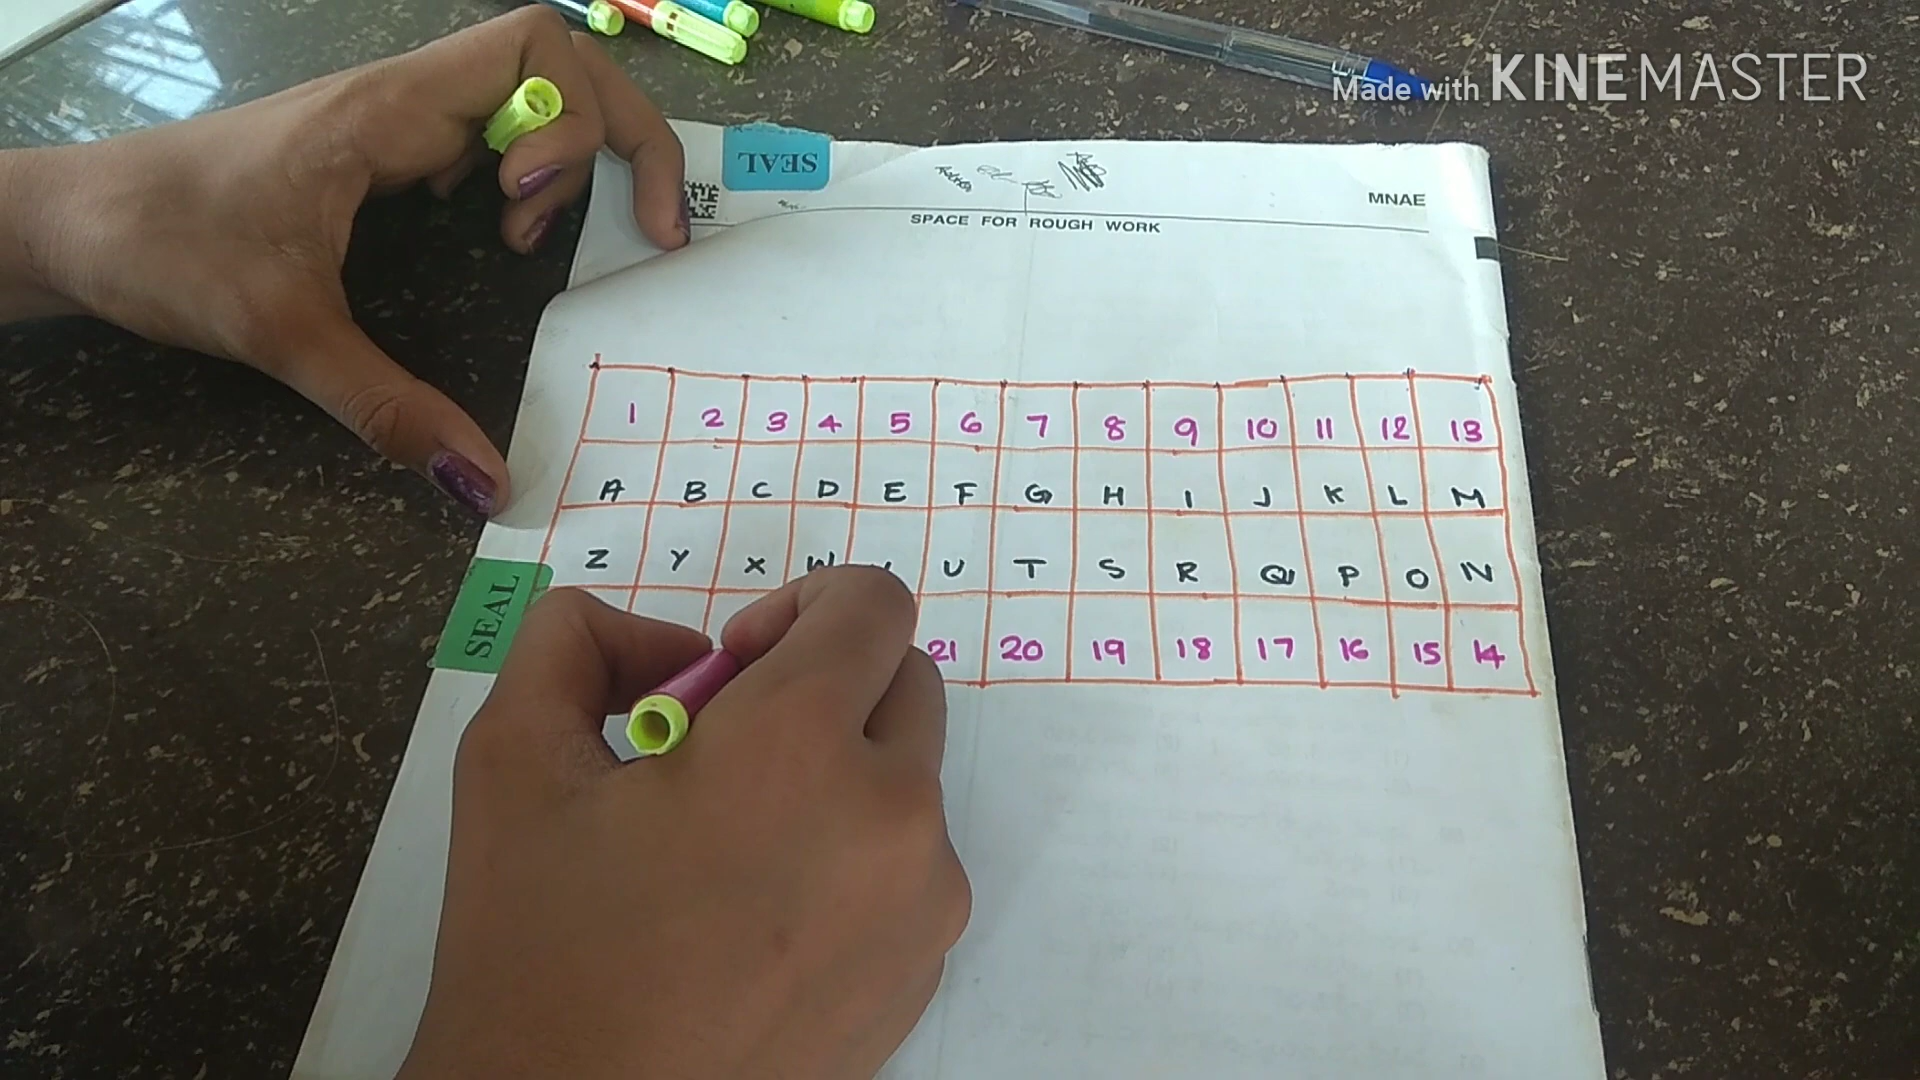 Made with KINEMASTER
SEAL
MNAE
SPACE FOR ROUGH WORK
1 2 3 4 5 6 7 8 9 10 11 12 13
A B C D E F G H I J K L M
Z Y X W U T S R Q P O N
21 20 19 18 17 16 15 14
SEAL